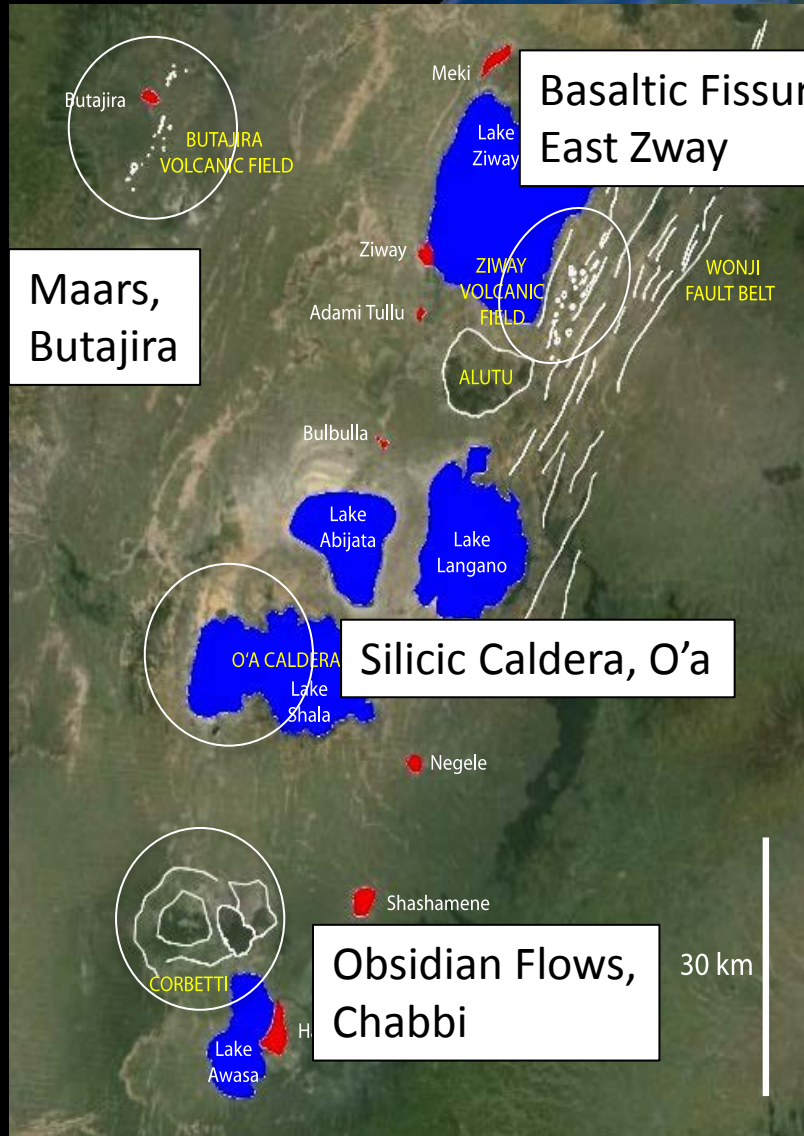 Meki
Basaltic Fissur
East Zway
Butajira
Lake
Ziway
BUTAJIRA
VOLCANIC FIELD
Ziway
ZIWAY
VOLCANIC
FIELD
WONJI
FAULT BELT
Maars,
Butajira
Adami Tullu
ALUTU
Bulbulla
Lake
Abijata
Lake
Langano
O'A CALDERA
Silicic Caldera, O’a
Lake
Shala
Negele
Shashamene
Obsidian Flows,
Chabbi
30 km
CORBETTI
Lake
Awasa